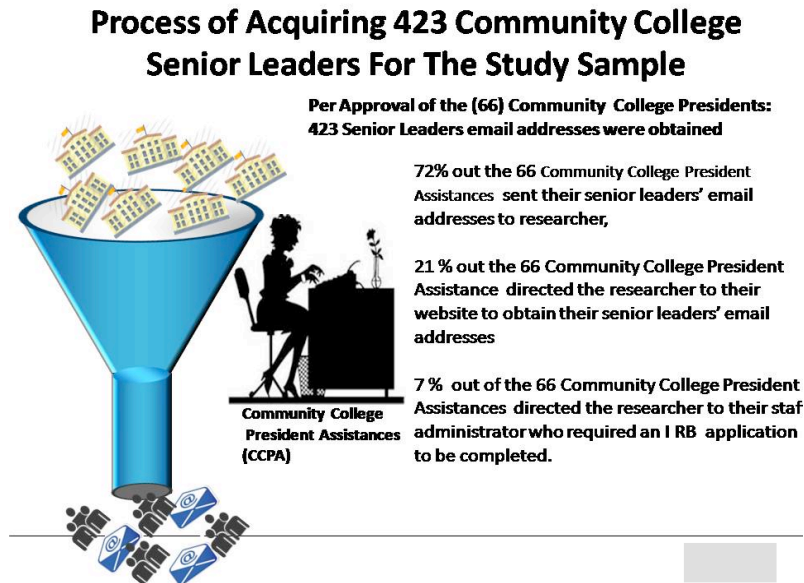 Process of Acquiring 423 Community College
Senior Leaders For The Study Sample
Per Approval of the (66) Community College Presidents:
423 Senior Leaders email addresses were obtained
72% out the 66 Community College President
Assistances sent their senior leaders’ email
addresses to researcher,
21 % out the 66 Community College President
Assistance directed the researcher to their
website to obtain their senior leaders’ email
addresses
7 % out of the 66 Community College President
Assistances directed the researcher to their staf
administrator who required an I RB application
to be completed.
Community College
President Assistances
(CCPA)
@
@
@
@